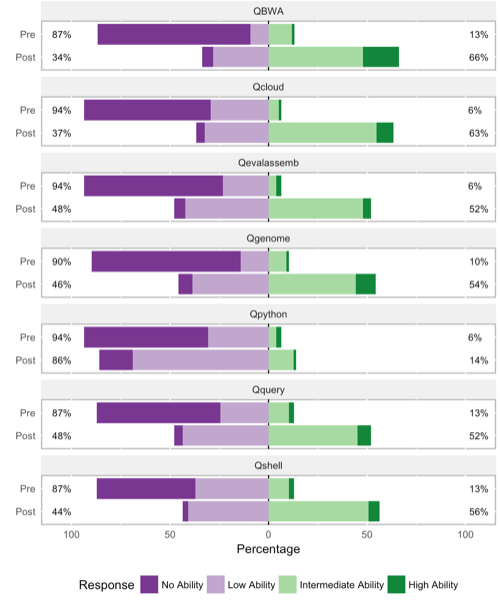 QBWA
Pre 87% 13%
Post 34% 66%
Qcloud
Pre 94% 6%
Post 37% 63%
Qevalassemb
Pre 94% 6%
Post 48% 52%
Qgenome
Pre 90% 10%
Post 46% 54%
Qpython
Pre 94% 6%
Post 86% 14%
Qquery
Pre 87% 13%
Post 48% 52%
Qshell
Pre 87% 13%
Post 44% 56%
100 50 0 50 100
Percentage
Response No Ability Low Ability Intermediate Ability High Ability